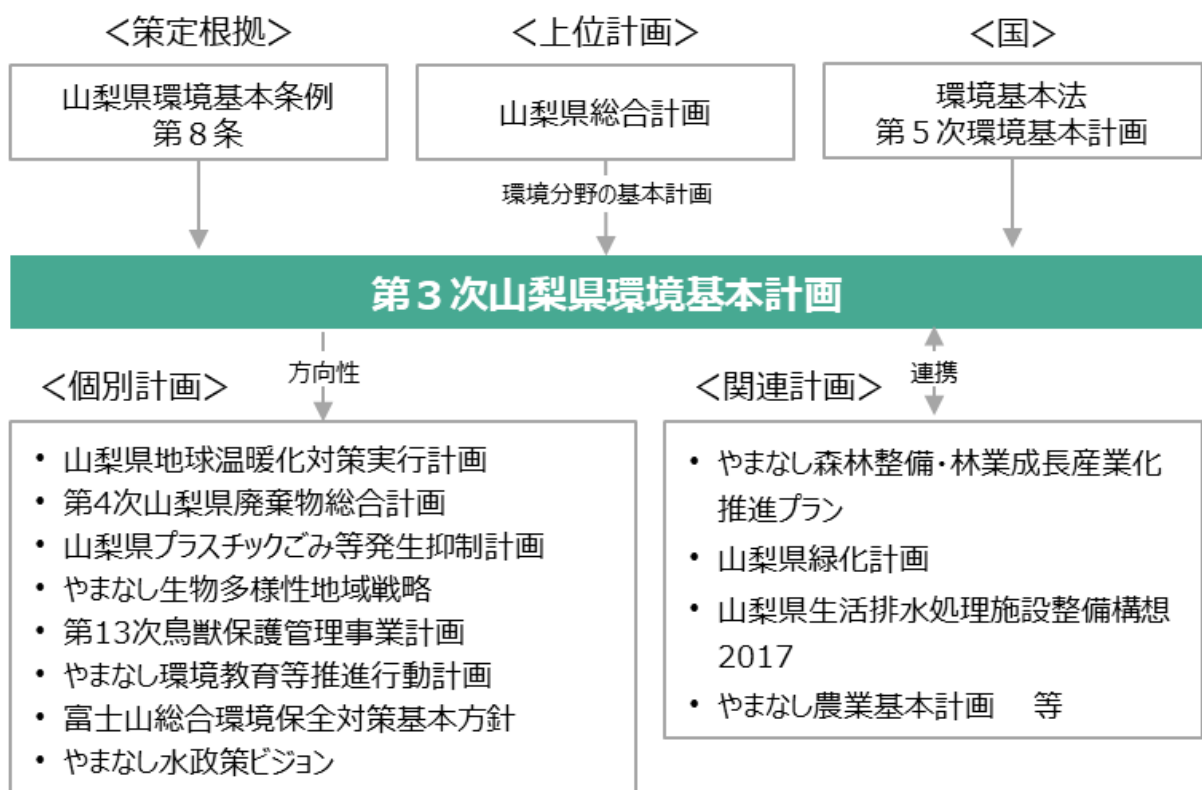 ＜策定根拠＞
＜上位計画＞
＜国＞
山梨県環境基本条例
第８条
山梨県総合計画
環境基本法
第５次環境基本計画
環境分野の基本計画
第３次山梨県環境基本計画
＜個別計画＞
方向性
＜関連計画＞
連携
• 山梨県地球温暖化対策実行計画
• 第4次山梨県廃棄物総合計画
• 山梨県プラスチックごみ等発生抑制計画
• やまなし生物多様性地域戦略
• 第13次鳥獣保護管理事業計画
• やまなし環境教育等推進行動計画
• 富士山総合環境保全対策基本方針
• やまなし水政策ビジョン
• やまなし森林整備・林業成長産業化
推進プラン
• 山梨県緑化計画
• 山梨県生活排水処理施設整備構想
2017
• やまなし農業基本計画　等